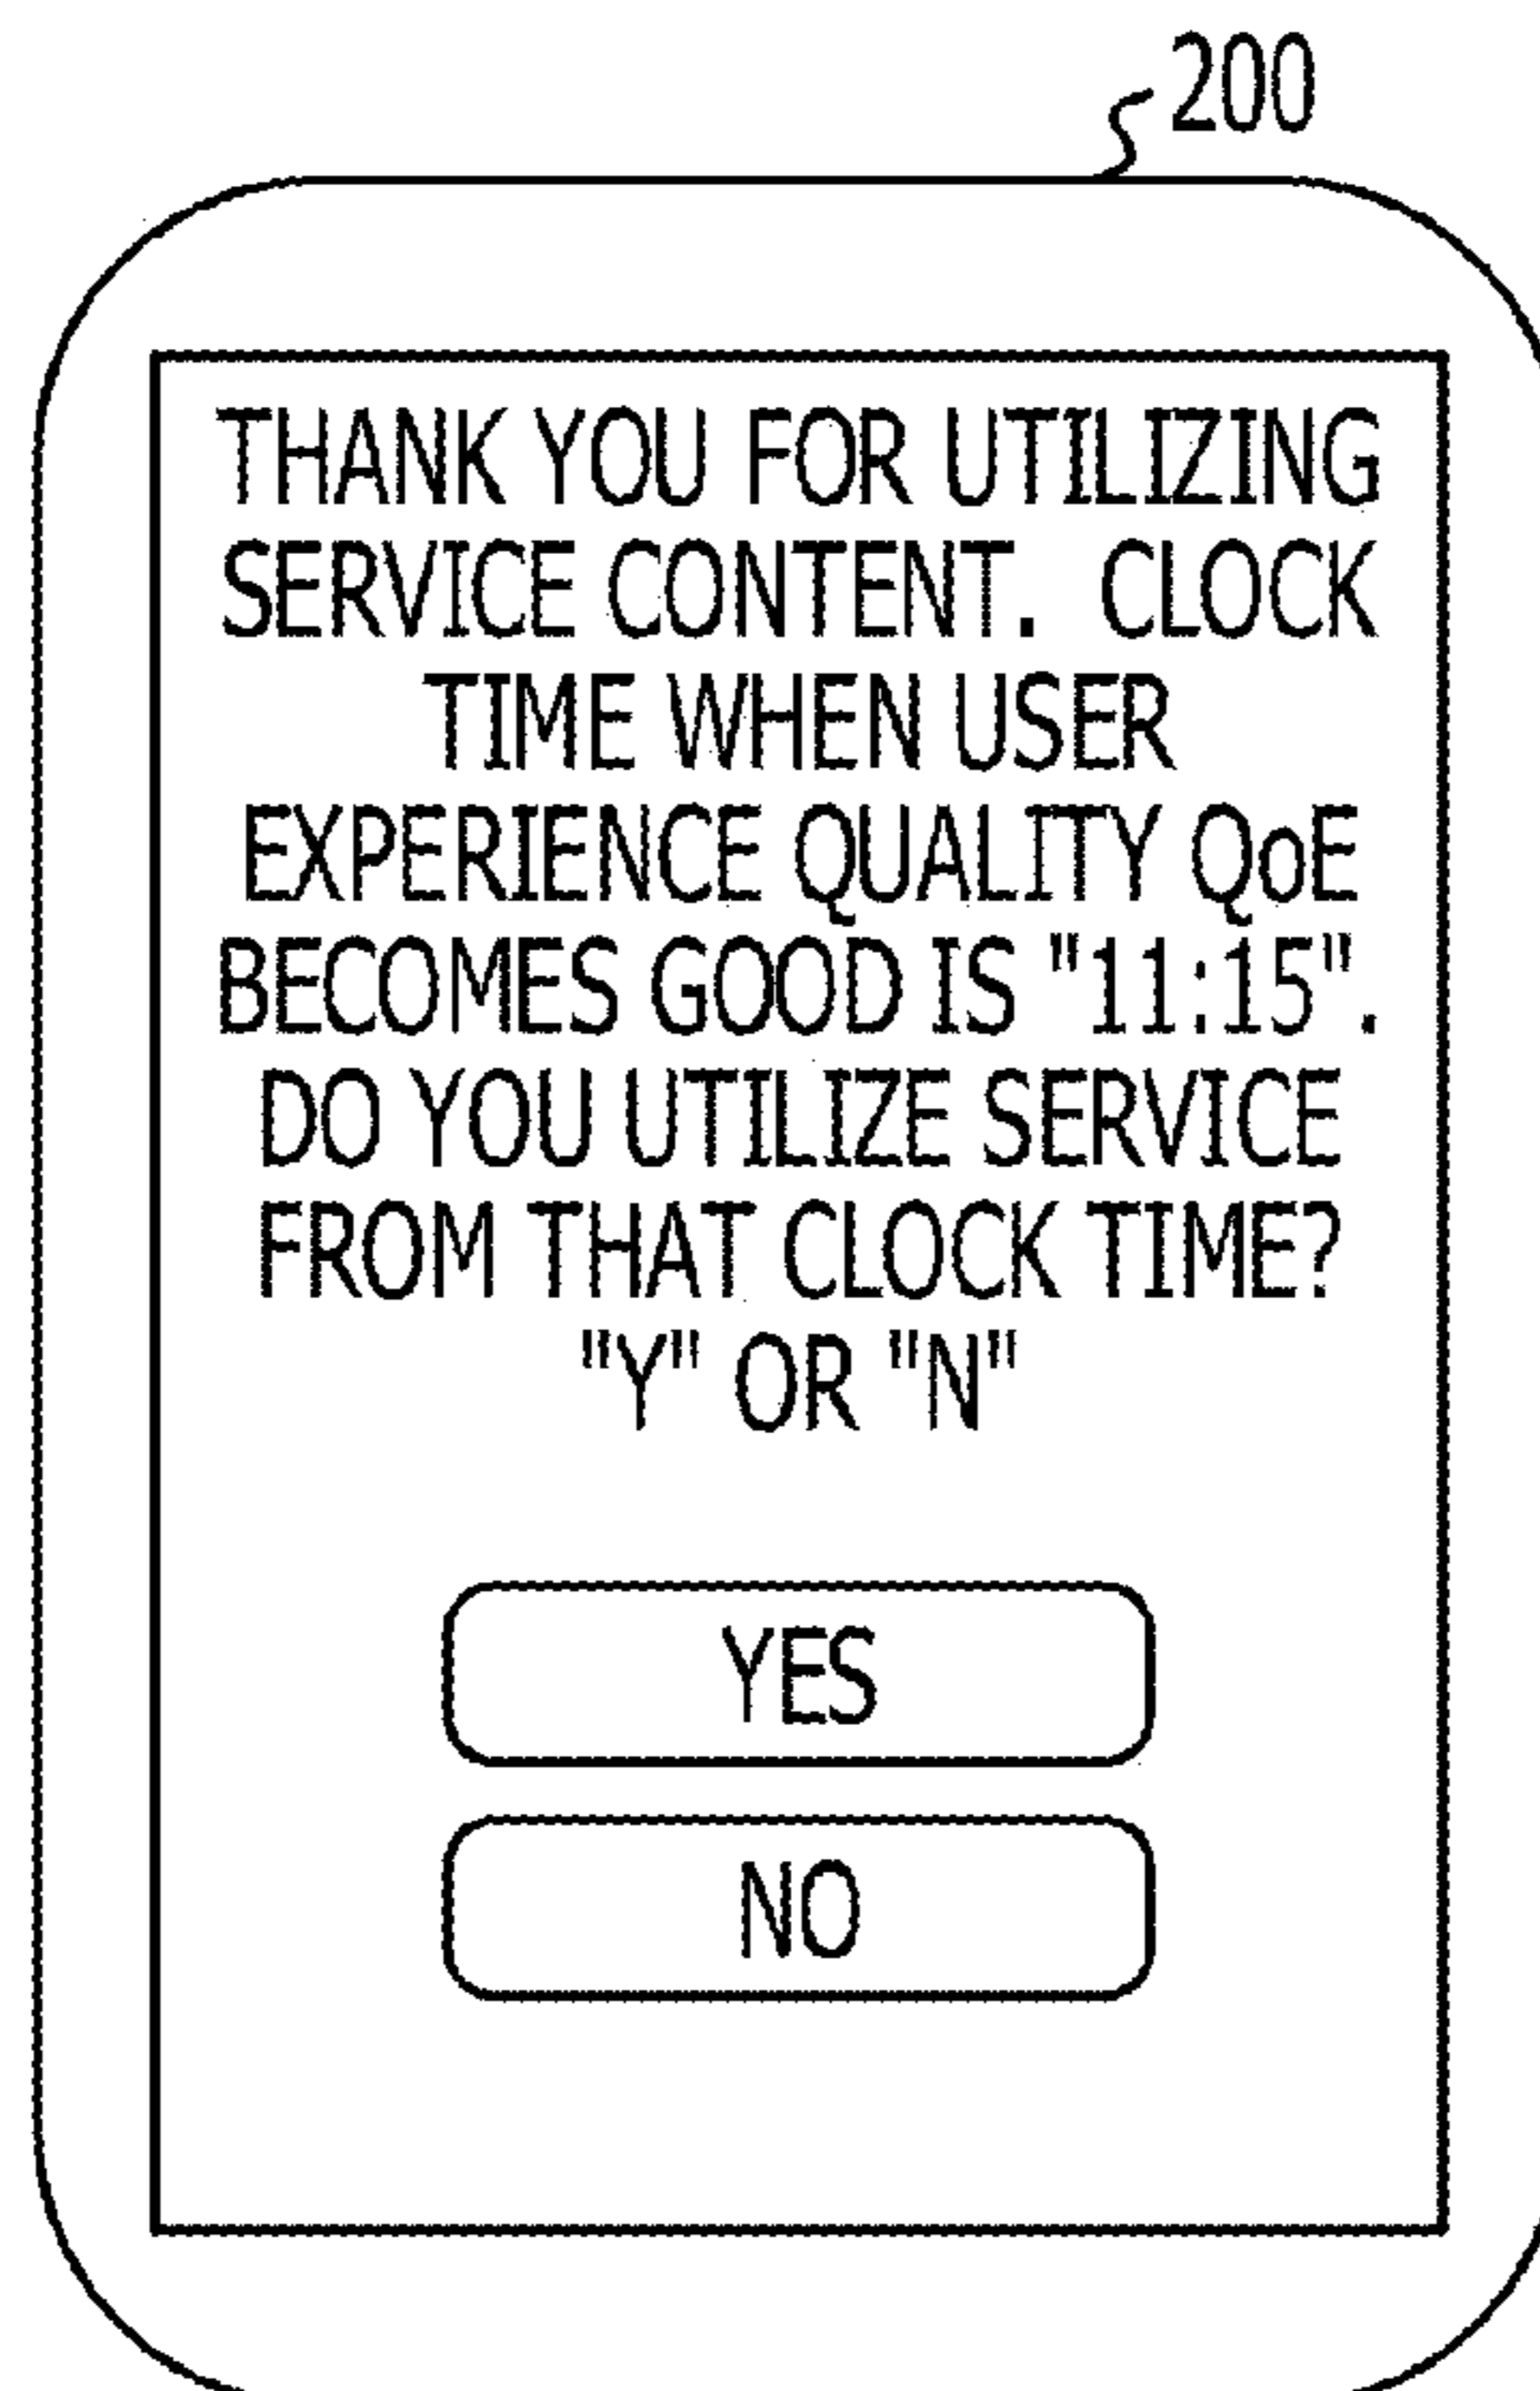 200
THANK YOU FOR UTILIZING
SERVICE CONTENT. CLOCK
TIME WHEN USER
EXPERIENCE QUALITY QoE
BECOMES GOOD IS "11:15".
DO YOU UTILIZE SERVICE
FROM THAT CLOCK TIME?
"Y" OR "N"
YES
NO